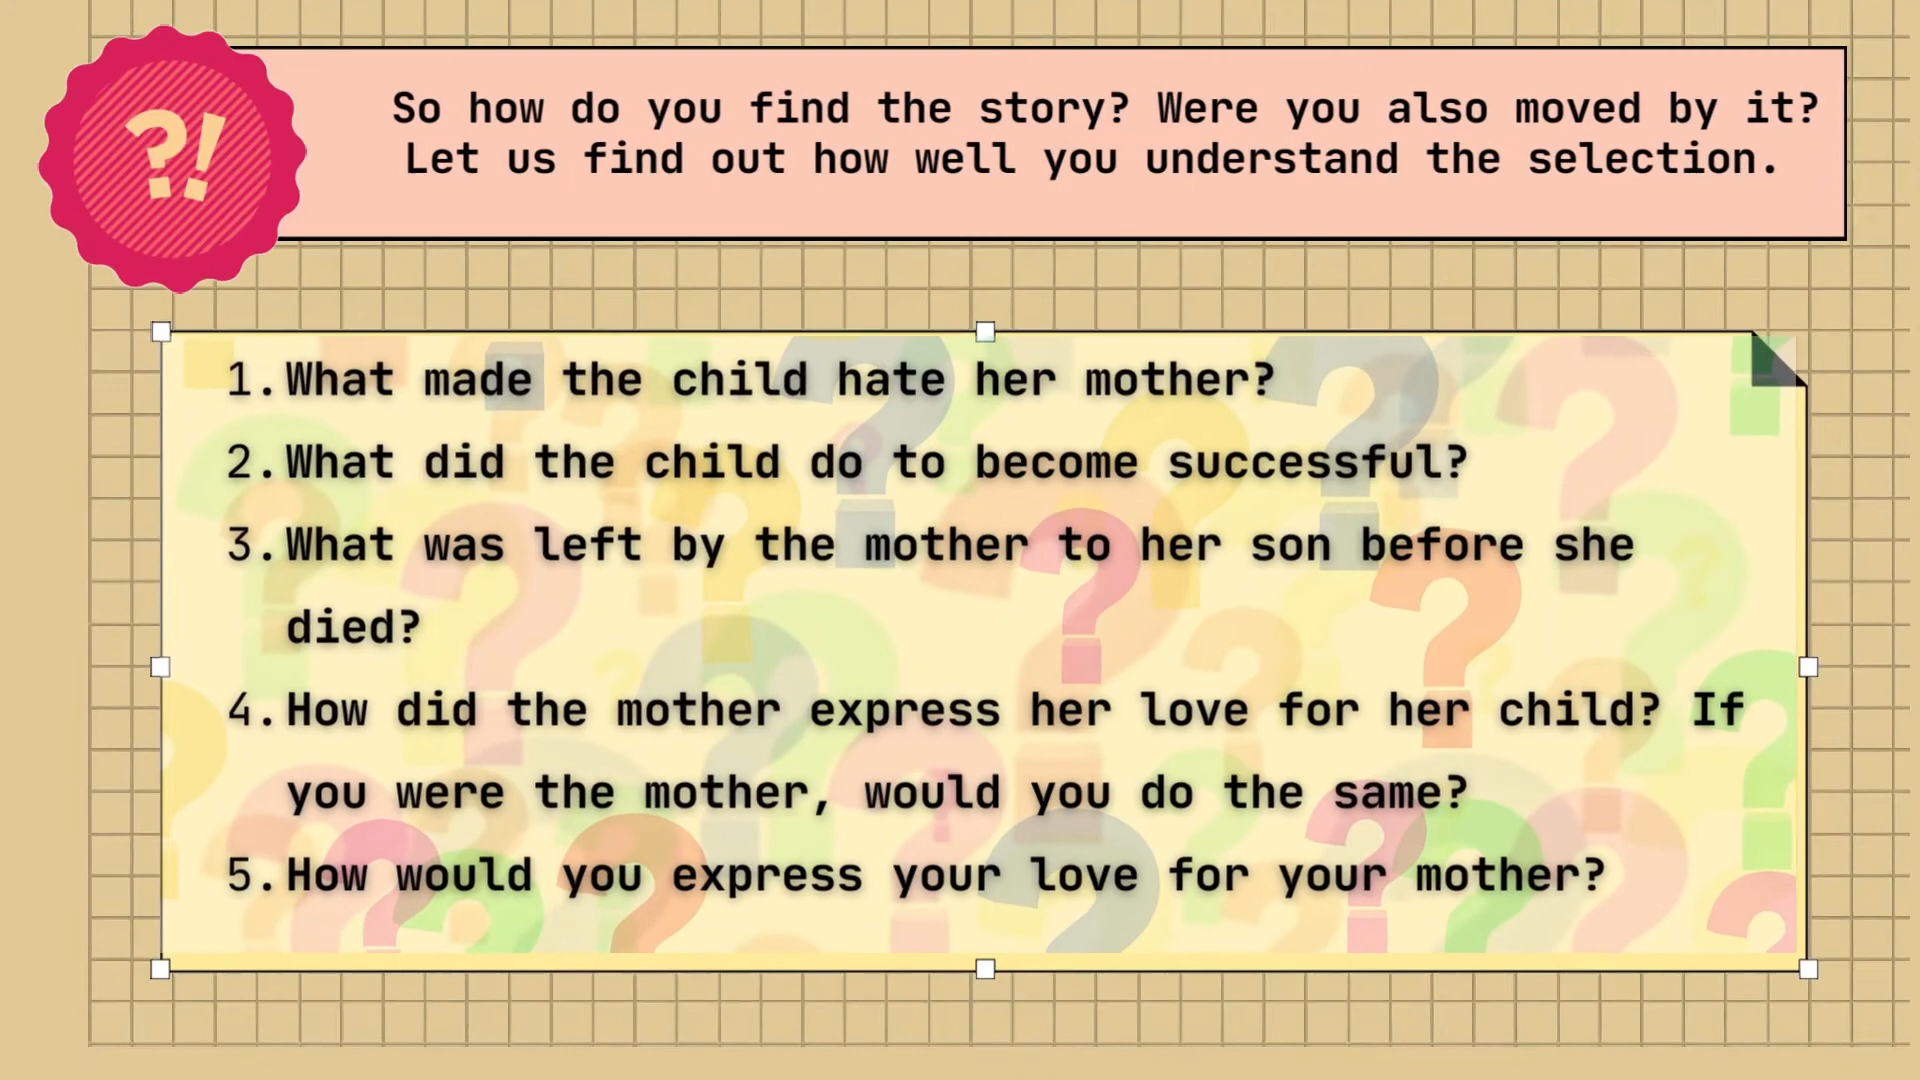 ?!
So how do you find the story? Were you also moved by it?
Let us find out how well you understand the selection.
1. What made the child hate her mother?
2. What did the child do to become successful?
3. What was left by the mother to her son before she
died?
4. How did the mother express her love for her child? If
you were the mother, would you do the same?
5. How would you express your love for your mother?